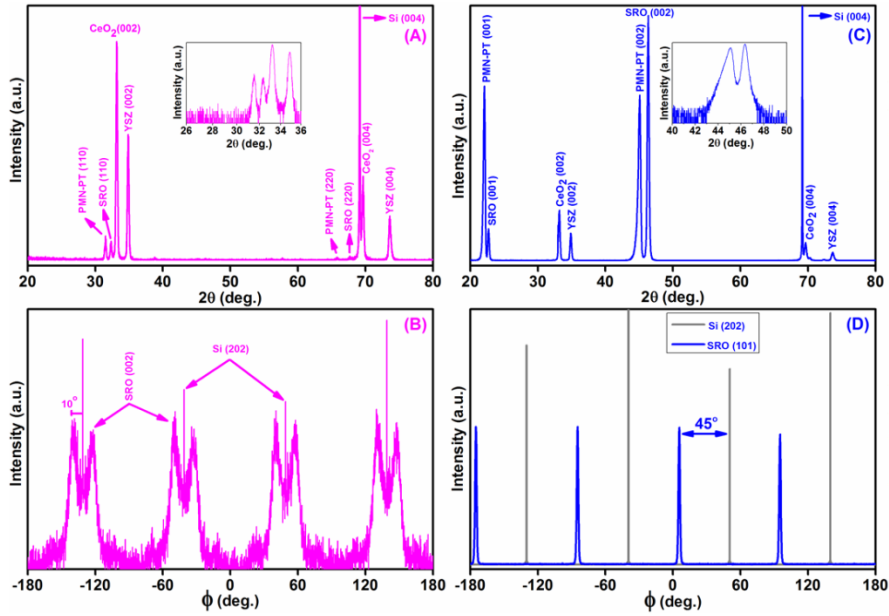 (A)
CeO2(002)
Si (004)
YSZ (002)
Intensity (a.u.)
26 28 30 32 34 36
2θ (deg.)
PMN-PT (110)
SRO (110)
PMN-PT (220)
SRO (220)
CeO2 (004)
YSZ (004)
Intensity (a.u.)
20 30 40 50 60 70 80
2θ (deg.)
(C)
PMN-PT (001)
SRO (001)
CeO2 (002)
YSZ (002)
PMN-PT (002)
SRO (002)
Si (004)
Intensity (a.u.)
40 42 44 46 48 50
2θ (deg.)
CeO2 (004)
YSZ (004)
Intensity (a.u.)
20 30 40 50 60 70 80
2θ (deg.)
(B)
10°
SRO (002)
Si (202)
Intensity (a.u.)
-180 -120 -60 0 60 120 180
ϕ (deg.)
(D)
Si (202)
SRO (101)
45°
Intensity (a.u.)
-180 -120 -60 0 60 120 180
ϕ (deg.)